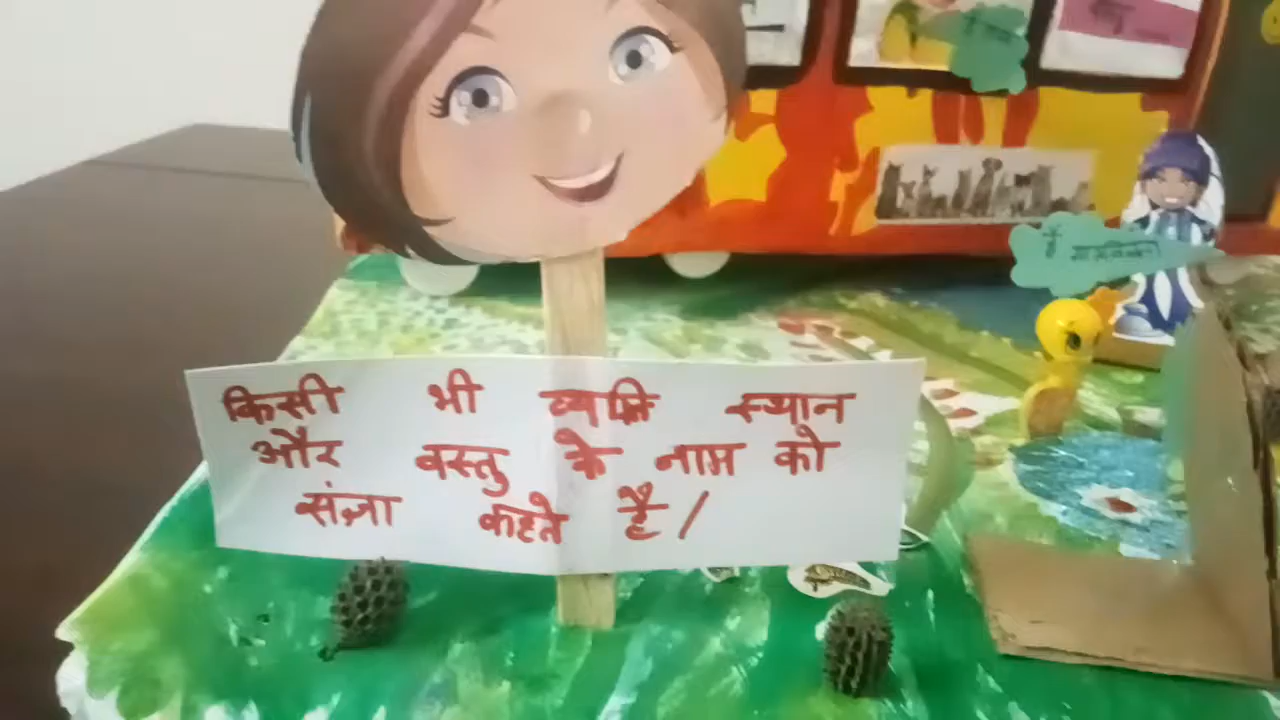 किसी भी व्यक्ति स्थान
और वस्तु के नाम को
संज्ञा कहते है /